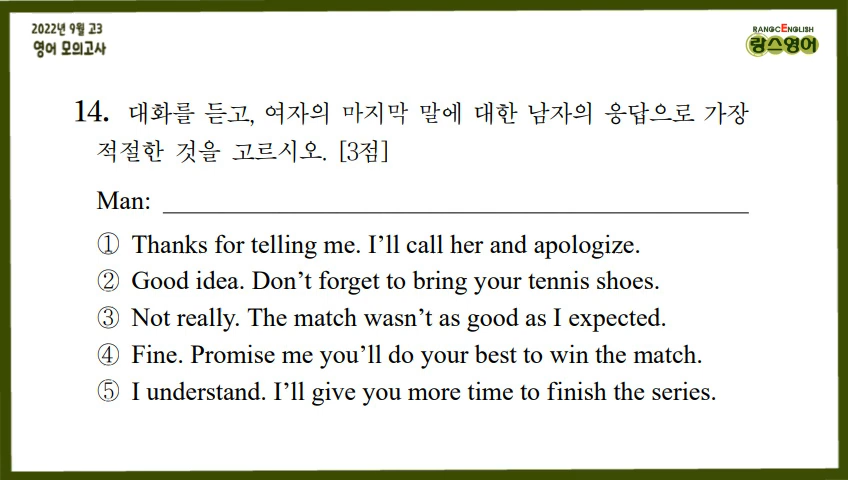 2022년 9월 고3
영어 모의고사
RANGCENGLISH
랑스영어
14. 대화를 듣고, 여자의 마지막 말에 대한 남자의 응답으로 가장
적절한 것을 고르시오. [3점]
Man: 
① Thanks for telling me. I’ll call her and apologize.
② Good idea. Don’t forget to bring your tennis shoes.
③ Not really. The match wasn’t as good as I expected.
④ Fine. Promise me you’ll do your best to win the match.
⑤ I understand. I’ll give you more time to finish the series.